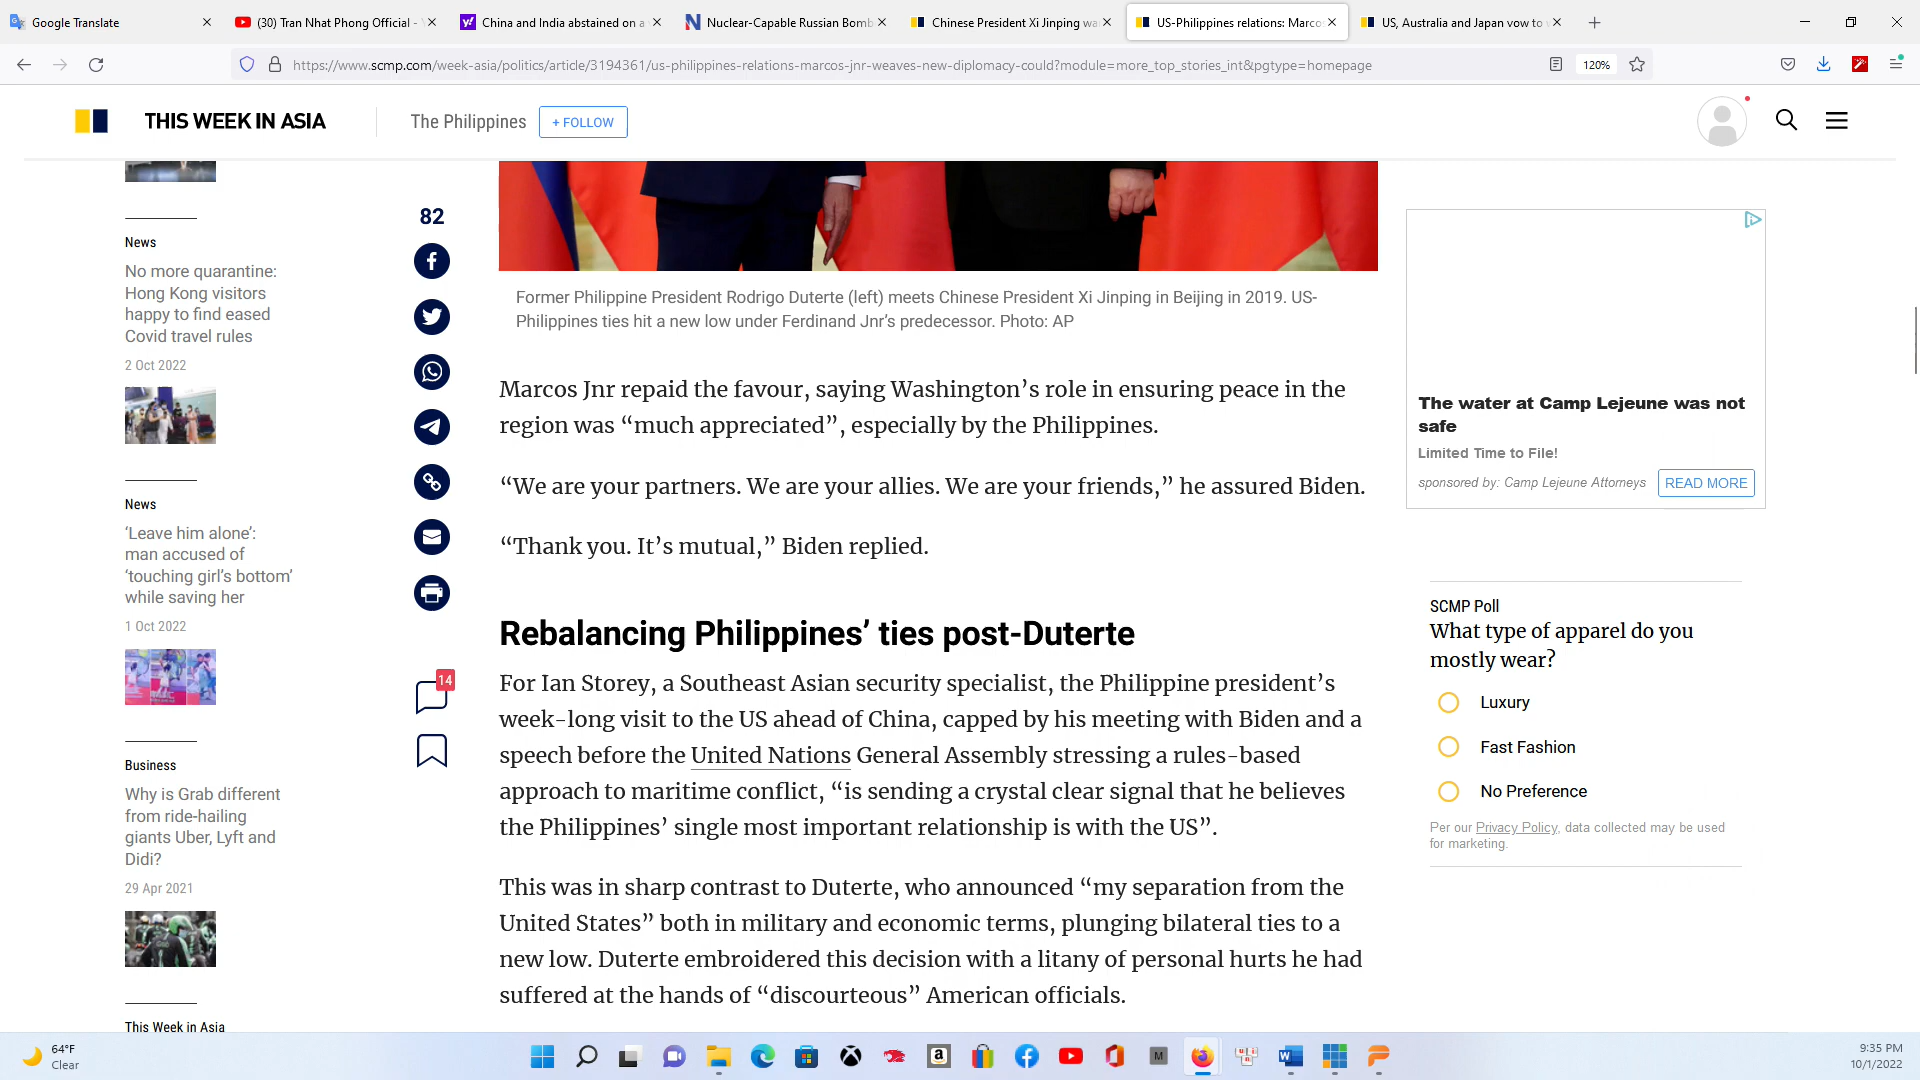 Google Translate
(30) Tran Nhat Phong Official -
China and India abstained on a
Nuclear-Capable Russian Bomb
Chinese President Xi Jinping wa
US-Philippines relations: Marco
US, Australia and Japan vow to
https://www.scmp.com/week-asia/politics/article/3194361/us-philippines-relations-marcos-jnr-weaves-new-diplomacy-could?module=more_top_stories_int&pgtype=homepage
120%
THIS WEEK IN ASIA
The Philippines
+ FOLLOW
News
No more quarantine:
Hong Kong visitors
happy to find eased
Covid travel rules
2 Oct 2022
News
‘Leave him alone’:
man accused of
‘touching girl’s bottom’
while saving her
1 Oct 2022
Business
Why is Grab different
from ride-hailing
giants Uber, Lyft and
Didi?
29 Apr 2021
This Week in Asia
82
14
Former Philippine President Rodrigo Duterte (left) meets Chinese President Xi Jinping in Beijing in 2019. US-
Philippines ties hit a new low under Ferdinand Jnr’s predecessor. Photo: AP
Marcos Jnr repaid the favour, saying Washington’s role in ensuring peace in the
region was “much appreciated”, especially by the Philippines.
“We are your partners. We are your allies. We are your friends,” he assured Biden.
“Thank you. It’s mutual,” Biden replied.
Rebalancing Philippines’ ties post-Duterte
For Ian Storey, a Southeast Asian security specialist, the Philippine president’s
week-long visit to the US ahead of China, capped by his meeting with Biden and a
speech before the United Nations General Assembly stressing a rules-based
approach to maritime conflict, “is sending a crystal clear signal that he believes
the Philippines’ single most important relationship is with the US”.
This was in sharp contrast to Duterte, who announced “my separation from the
United States” both in military and economic terms, plunging bilateral ties to a
new low. Duterte embroidered this decision with a litany of personal hurts he had
suffered at the hands of “discourteous” American officials.
The water at Camp Lejeune was not
safe
Limited Time to File!
sponsored by: Camp Lejeune Attorneys
READ MORE
SCMP Poll
What type of apparel do you
mostly wear?
Luxury
Fast Fashion
No Preference
Per our Privacy Policy, data collected may be used
for marketing.
64°F
Clear
9:35 PM
10/1/2022